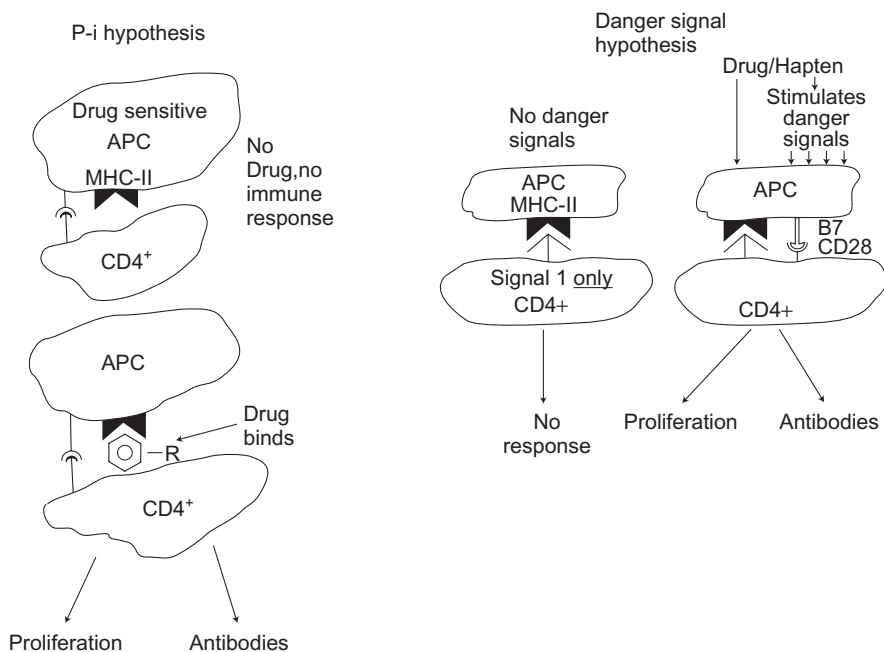 P-i hypothesis
Drug sensitive
APC
MHC-II
No
Drug,no
immune
response
CD4⁺
APC
Drug
binds
R
CD4⁺
Proliferation
Antibodies
Danger signal
hypothesis
No danger
signals
APC
MHC-II
Signal 1 only
CD4+
No
response
Drug/Hapten
Stimulates
danger
signals
APC
B7
CD28
CD4+
Proliferation
Antibodies